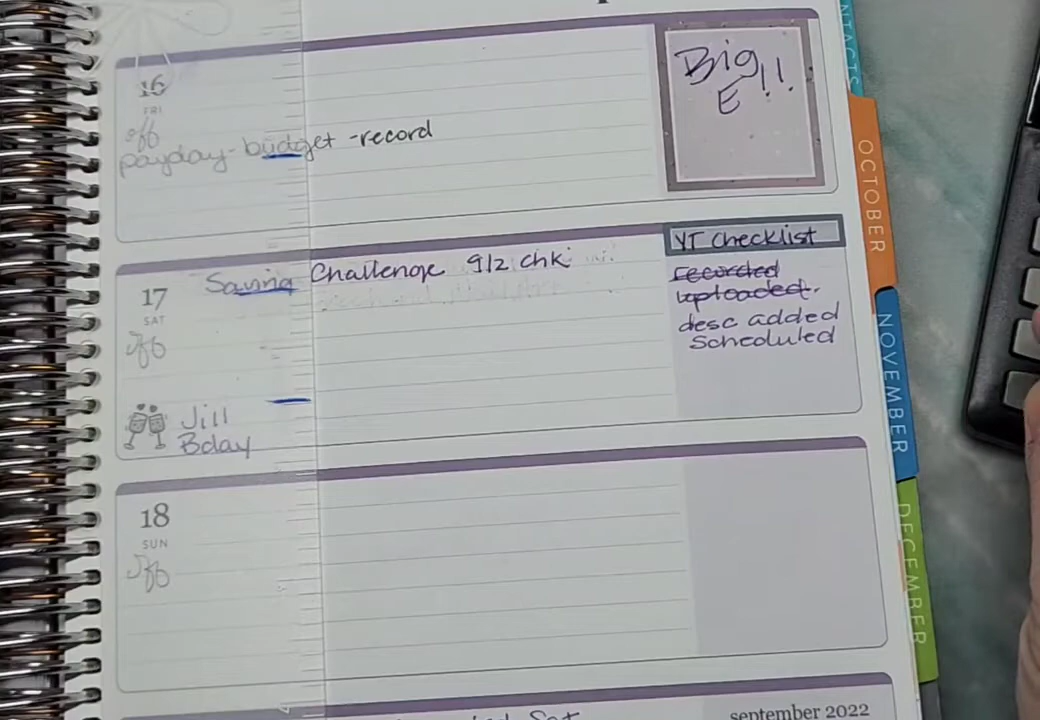 16
FRI
off
payday - budget - record
Big
E !!
17
SAT
off
Saving Challenge 9/2 chk
YT Checklist
recorded
uploaded.
desc added
Scheduled
Jill
Bday
18
SUN
off
september 2022
CONTACTS
OCTOBER
NOVEMBER
DECEMBER